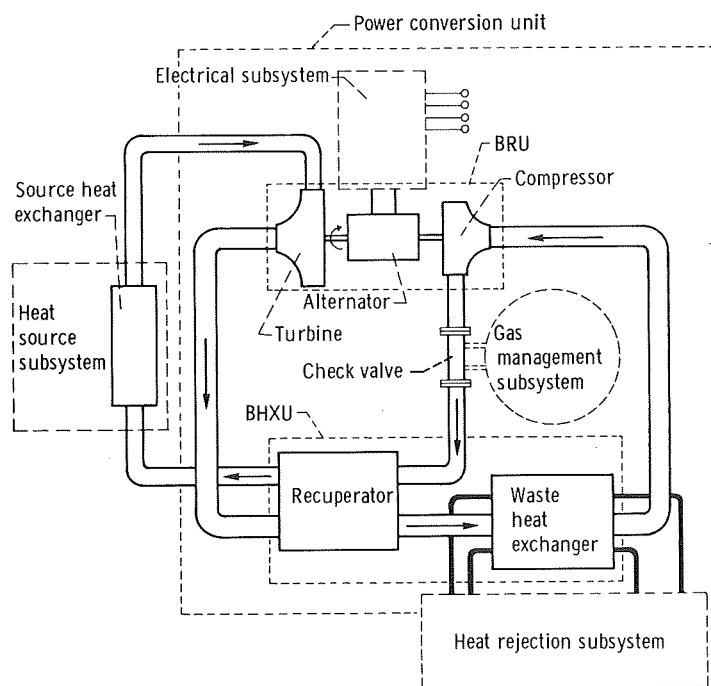 Power conversion unit
Electrical subsystem
BRU
Compressor
Source heat
exchanger
Alternator
Turbine
Heat
source
subsystem
Gas
management
subsystem
Check valve
BHXU
Recuperator
Waste
heat
exchanger
Heat rejection subsystem